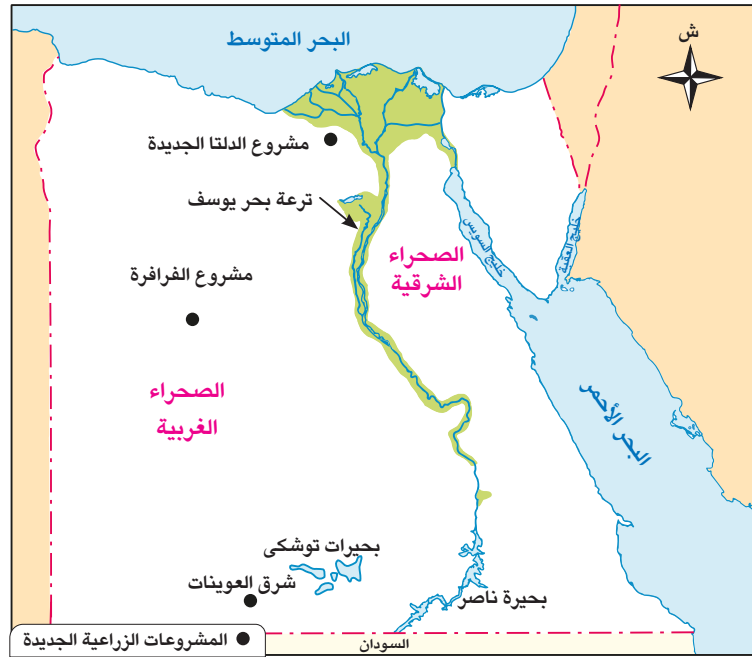 البحر المتوسط
ش
مشروع الدلتا الجديدة
ترعة بحر يوسف
الصحراء
الشرقية
خليج السويس
خليج العقبة
مشروع الفرافرة
الصحراء
الغربية
البحر الأحمر
بحيرات توشكى
شرق العوينات
بحيرة ناصر
السودان
المشروعات الزراعية الجديدة